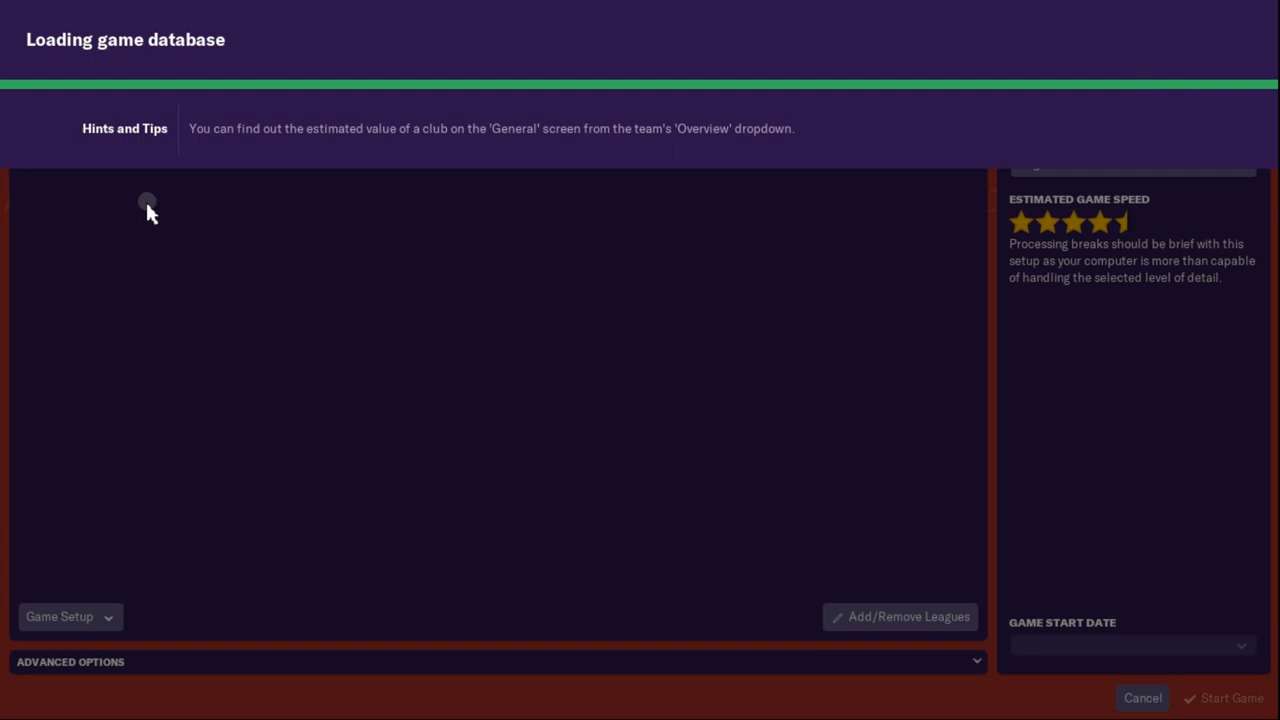 Loading game database
Hints and Tips
You can find out the estimated value of a club on the 'General' screen from the team's 'Overview' dropdown.
ESTIMATED GAME SPEED
Processing breaks should be brief with this
setup as your computer is more than capable
of handling the selected level of detail.
Game Setup
Add/Remove Leagues
GAME START DATE
ADVANCED OPTIONS
Cancel
Start Game